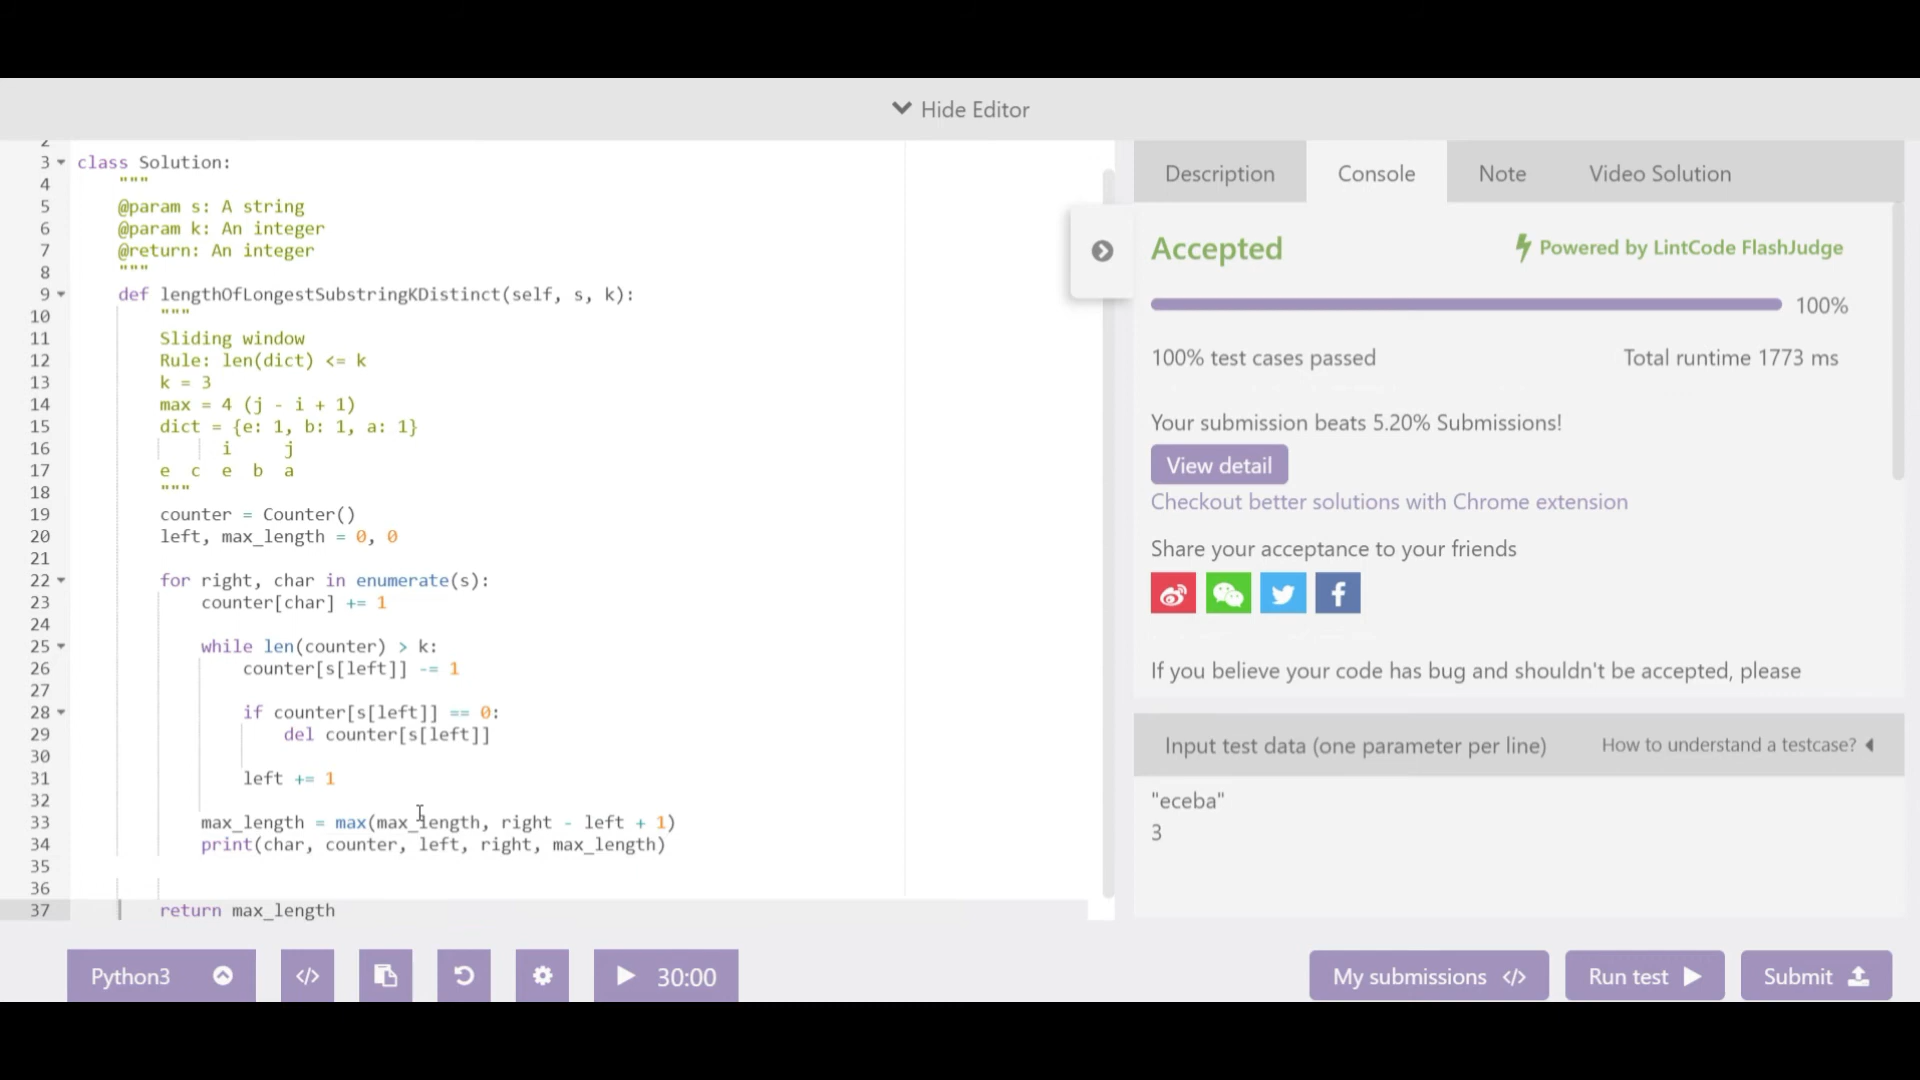 Hide Editor
2
3 class Solution:
4 """
5 @param s: A string
6 @param k: An integer
7 @return: An integer
8 """
9 def lengthOfLongestSubstringKDistinct(self, s, k):
10 """
11 Sliding window
12 Rule: len(dict) <= k
13 k = 3
14 max = 4 (j - i + 1)
15 dict = {e: 1, b: 1, a: 1}
16 i j
17 e c e b a
18 """
19 counter = Counter()
20 left, max_length = 0, 0
21
22 for right, char in enumerate(s):
23 counter[char] += 1
24
25 while len(counter) > k:
26 counter[s[left]] -= 1
27
28 if counter[s[left]] == 0:
29 del counter[s[left]]
30
31 left += 1
32
33 max_length = max(max_length, right - left + 1)
34 print(char, counter, left, right, max_length)
35
36
37 return max_length
Python3
</>
30:00
Description Console Note Video Solution
Accepted
Powered by LintCode FlashJudge
100%
100% test cases passed
Total runtime 1773 ms
Your submission beats 5.20% Submissions!
View detail
Checkout better solutions with Chrome extension
Share your acceptance to your friends
If you believe your code has bug and shouldn't be accepted, please
Input test data (one parameter per line)
How to understand a testcase?
"eceba"
3
My submissions </>
Run test
Submit